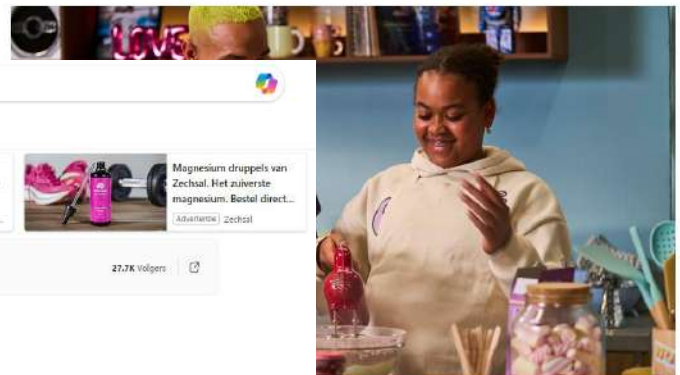 LOVE
Magnesium druppels van
Zechsal. Het zuiverste
magnesium. Bestel direct...
Advertentie Zechsal
27.7K Volgers